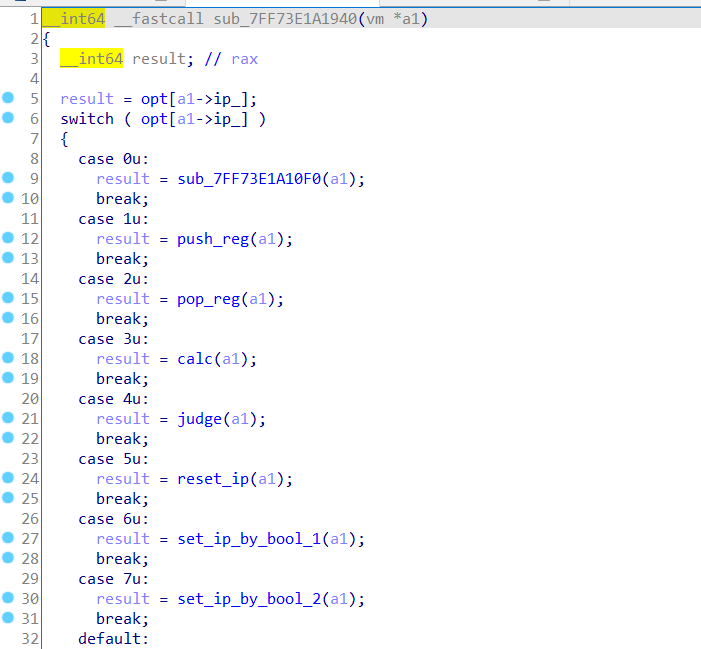 1 __int64 __fastcall sub_7FF73E1A1940(vm *a1)
2 {
3 __int64 result; // rax
4
5 result = opt[a1->ip_];
6 switch ( opt[a1->ip_] )
7 {
8 case 0u:
9 result = sub_7FF73E1A10F0(a1);
10 break;
11 case 1u:
12 result = push_reg(a1);
13 break;
14 case 2u:
15 result = pop_reg(a1);
16 break;
17 case 3u:
18 result = calc(a1);
19 break;
20 case 4u:
21 result = judge(a1);
22 break;
23 case 5u:
24 result = reset_ip(a1);
25 break;
26 case 6u:
27 result = set_ip_by_bool_1(a1);
28 break;
29 case 7u:
30 result = set_ip_by_bool_2(a1);
31 break;
32 default: